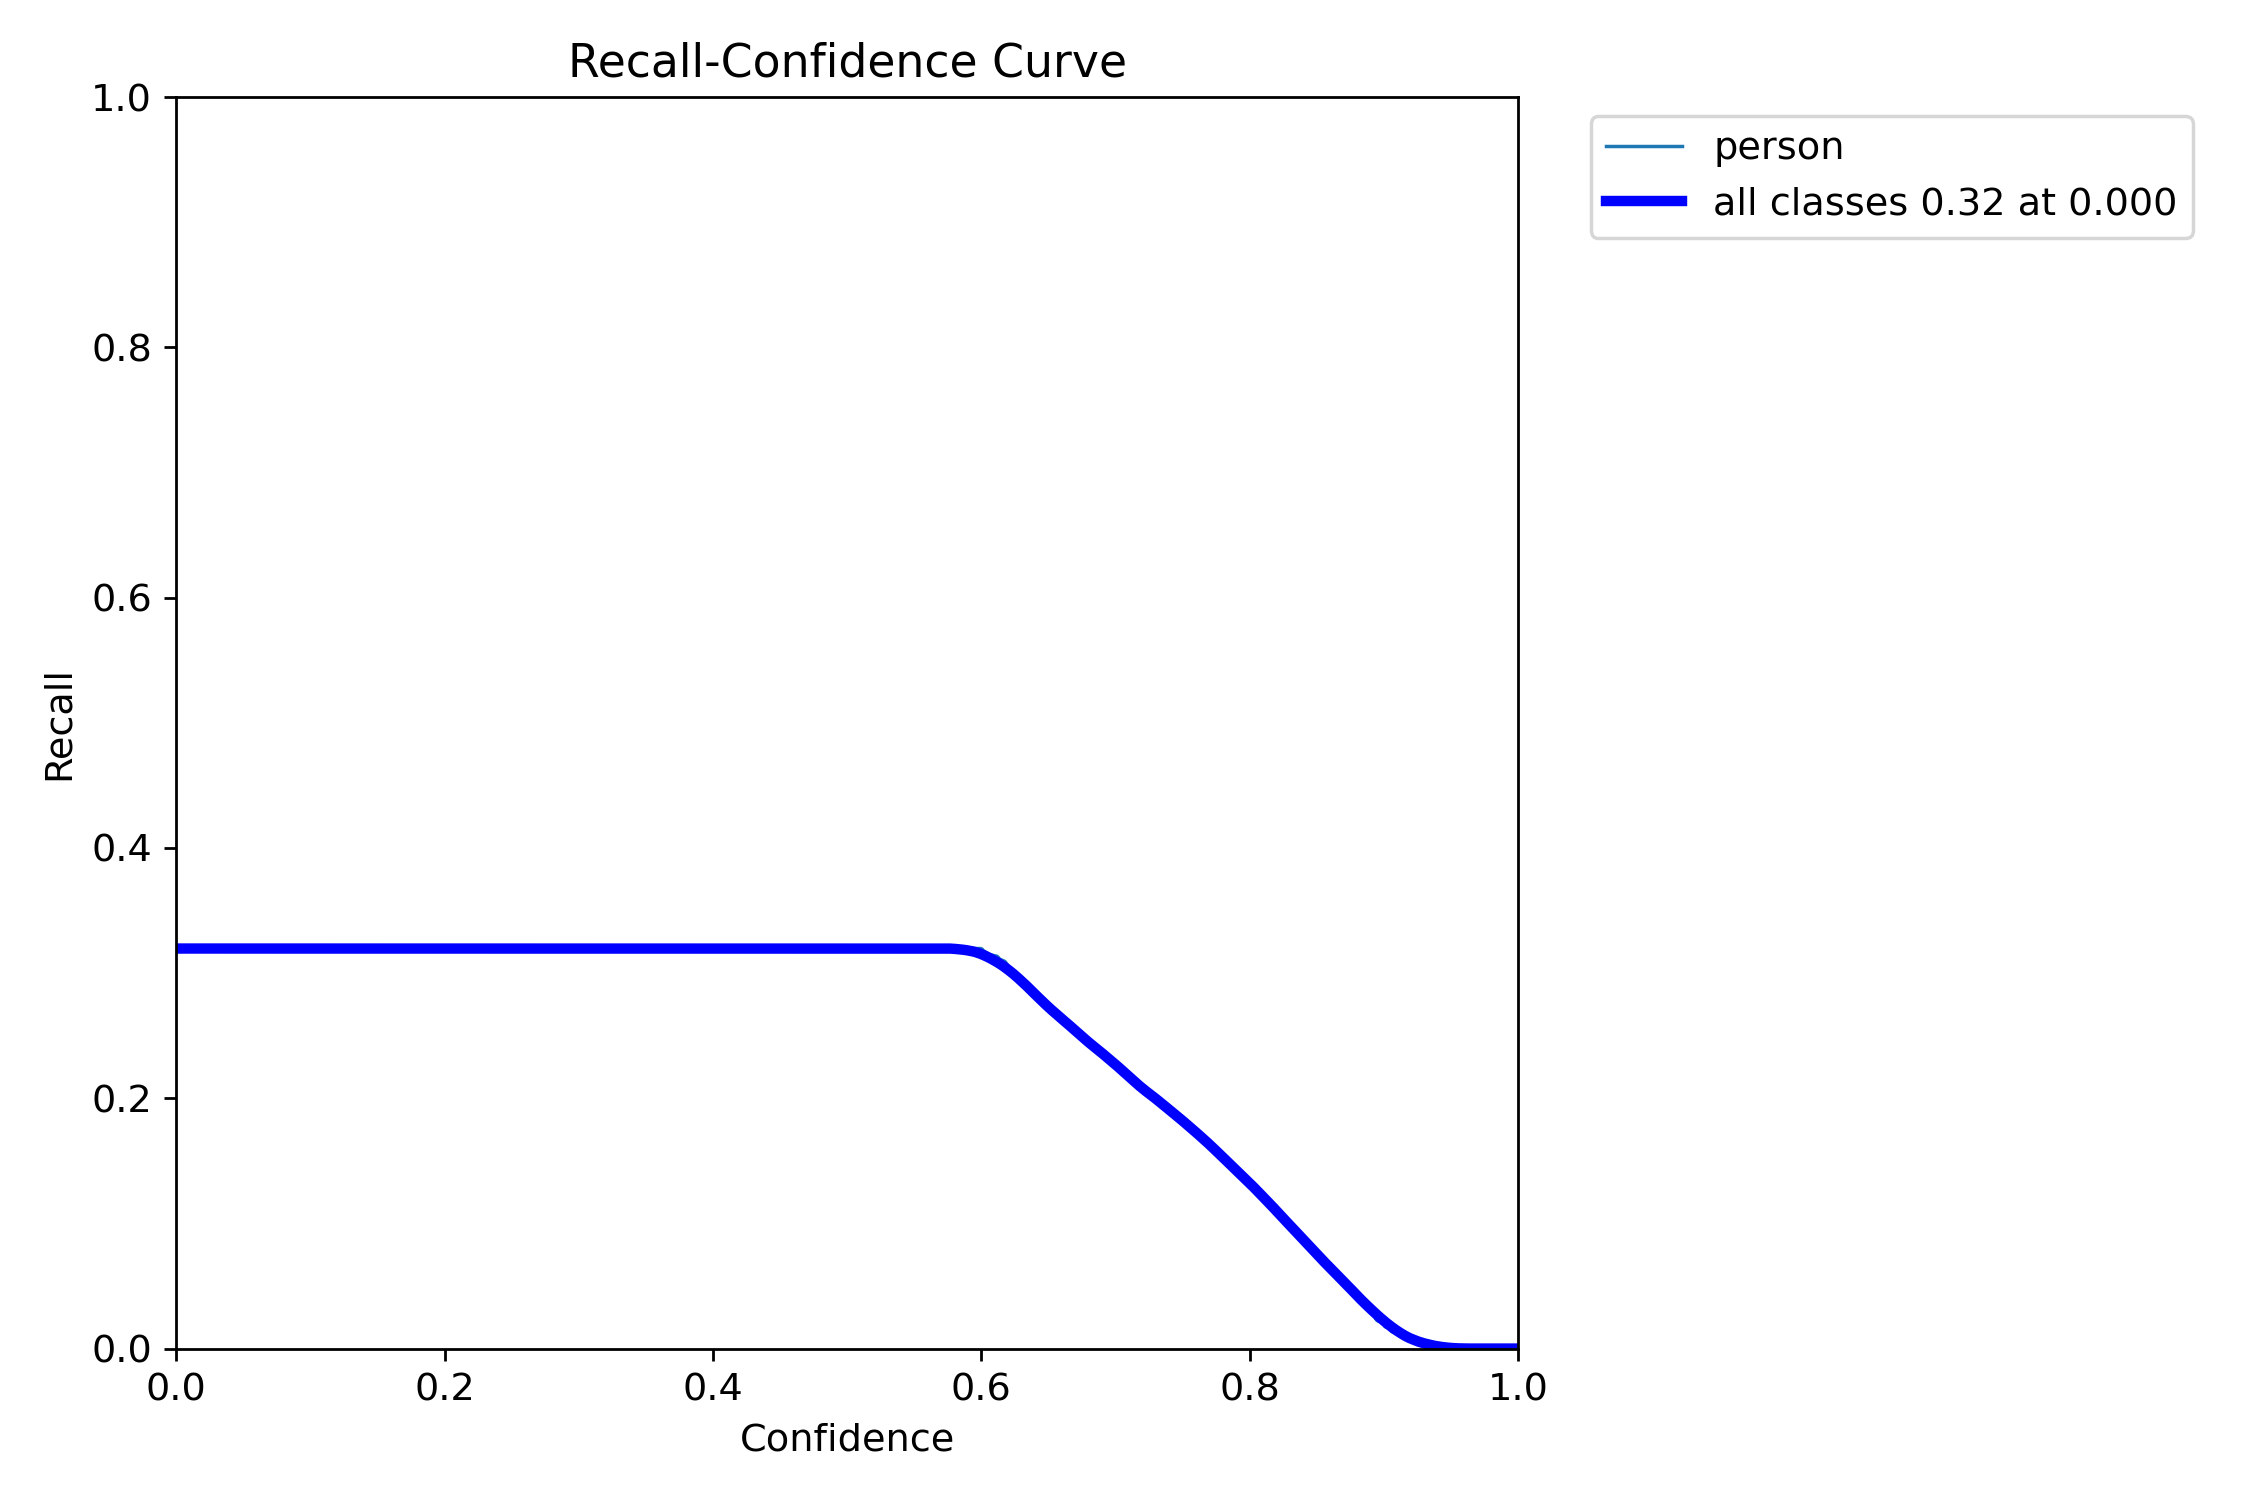 Recall-Confidence Curve
person
all classes 0.32 at 0.000
1.0
0.8
0.6
0.4
0.2
0.0
Recall
0.0 0.2 0.4 0.6 0.8 1.0
Confidence